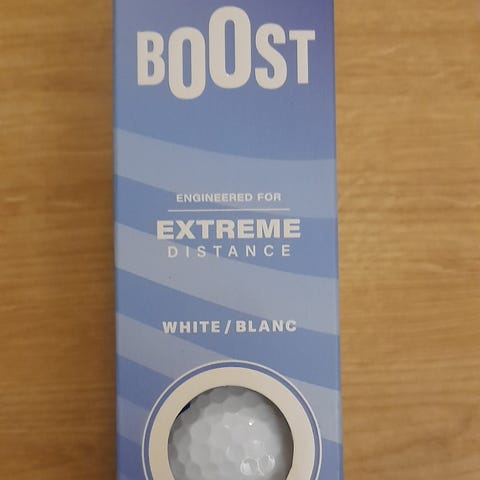 BOOST
ENGINEERED FOR
EXTREME
DISTANCE
WHITE/BLANC